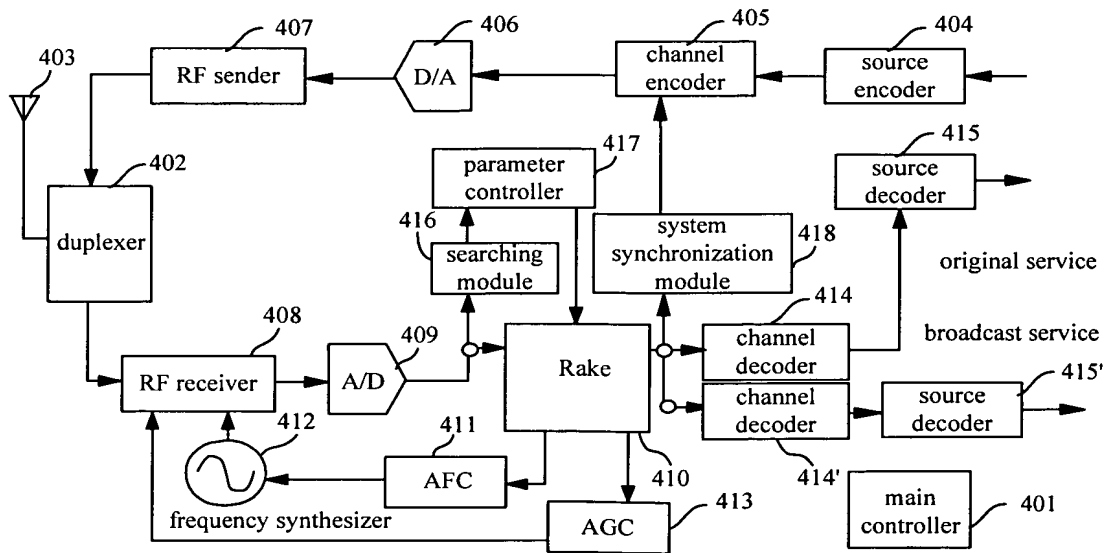 407
406
405
404
403
RF sender
D/A
channel
encoder
source
encoder
415
402
417
parameter
controller
source
decoder
duplexer
416
searching
module
system
synchronization
module
418
original service
408
409
414
broadcast service
RF receiver
A/D
Rake
channel
decoder
415'
channel
decoder
source
decoder
412
411
410
414'
AFC
413
frequency synthesizer
AGC
main
controller
401